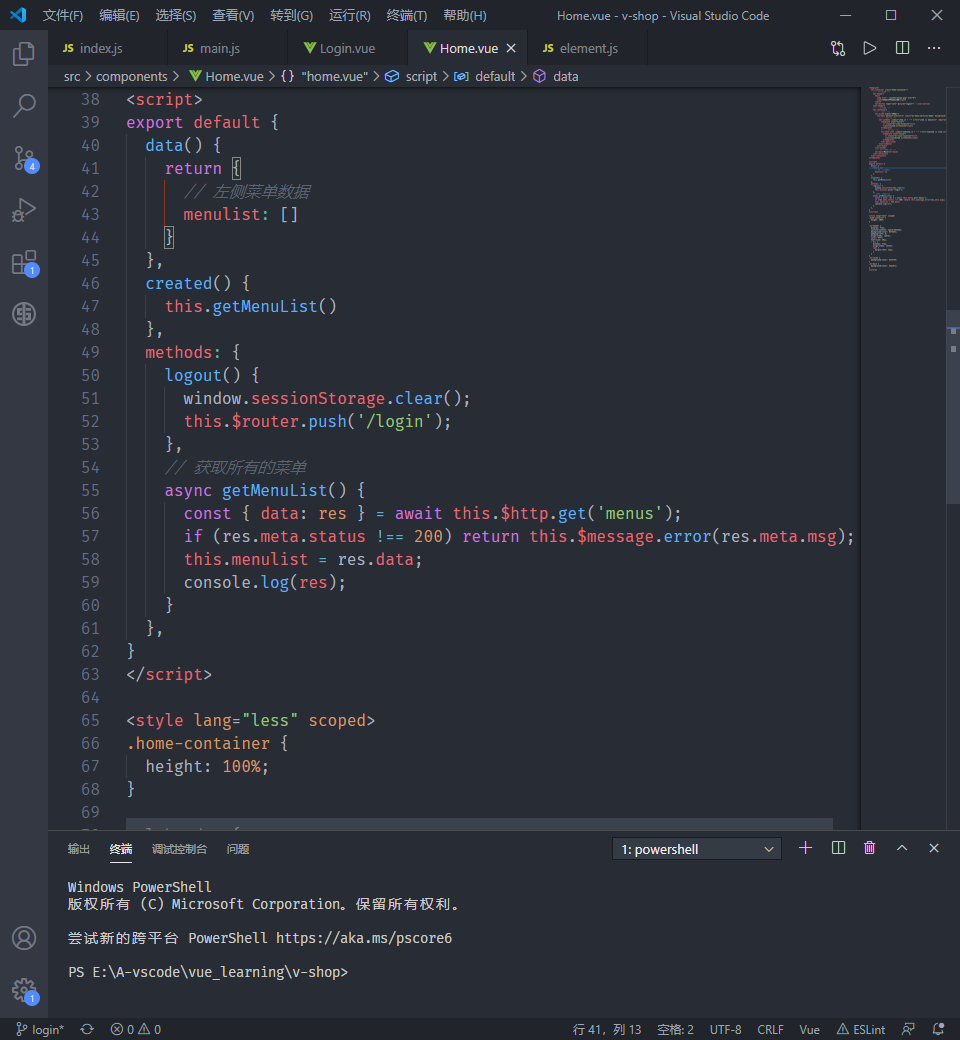 文件(F) 编辑(E) 选择(S) 查看(V) 转到(G) 运行(R) 终端(T) 帮助(H) Home.vue - v-shop - Visual Studio Code
JS index.js JS main.js Login.vue Home.vue JS element.js
src > components > Home.vue > {} "home.vue" > script > default > data
38 <script>
39 export default {
40 data() {
41 return {
42 // 左侧菜单数据
43 menulist: []
44 }
45 },
46 created() {
47 this.getMenuList()
48 },
49 methods: {
50 logout() {
51 window.sessionStorage.clear();
52 this.$router.push('/login');
53 },
54 // 获取所有的菜单
55 async getMenuList() {
56 const { data: res } = await this.$http.get('menus');
57 if (res.meta.status !== 200) return this.$message.error(res.meta.msg);
58 this.menulist = res.data;
59 console.log(res);
60 }
61 },
62 }
63 </script>
64
65 <style lang="less" scoped>
66 .home-container {
67 height: 100%;
68 }
69
4
1
输出 终端 调试控制台 问题 1: powershell
Windows PowerShell
版权所有 (C) Microsoft Corporation。保留所有权利。
尝试新的跨平台 PowerShell https://aka.ms/pscore6
PS E:\A-vscode\vue_learning\v-shop>
1
login* 0 0 行 41，列 13 空格: 2 UTF-8 CRLF Vue ESLint